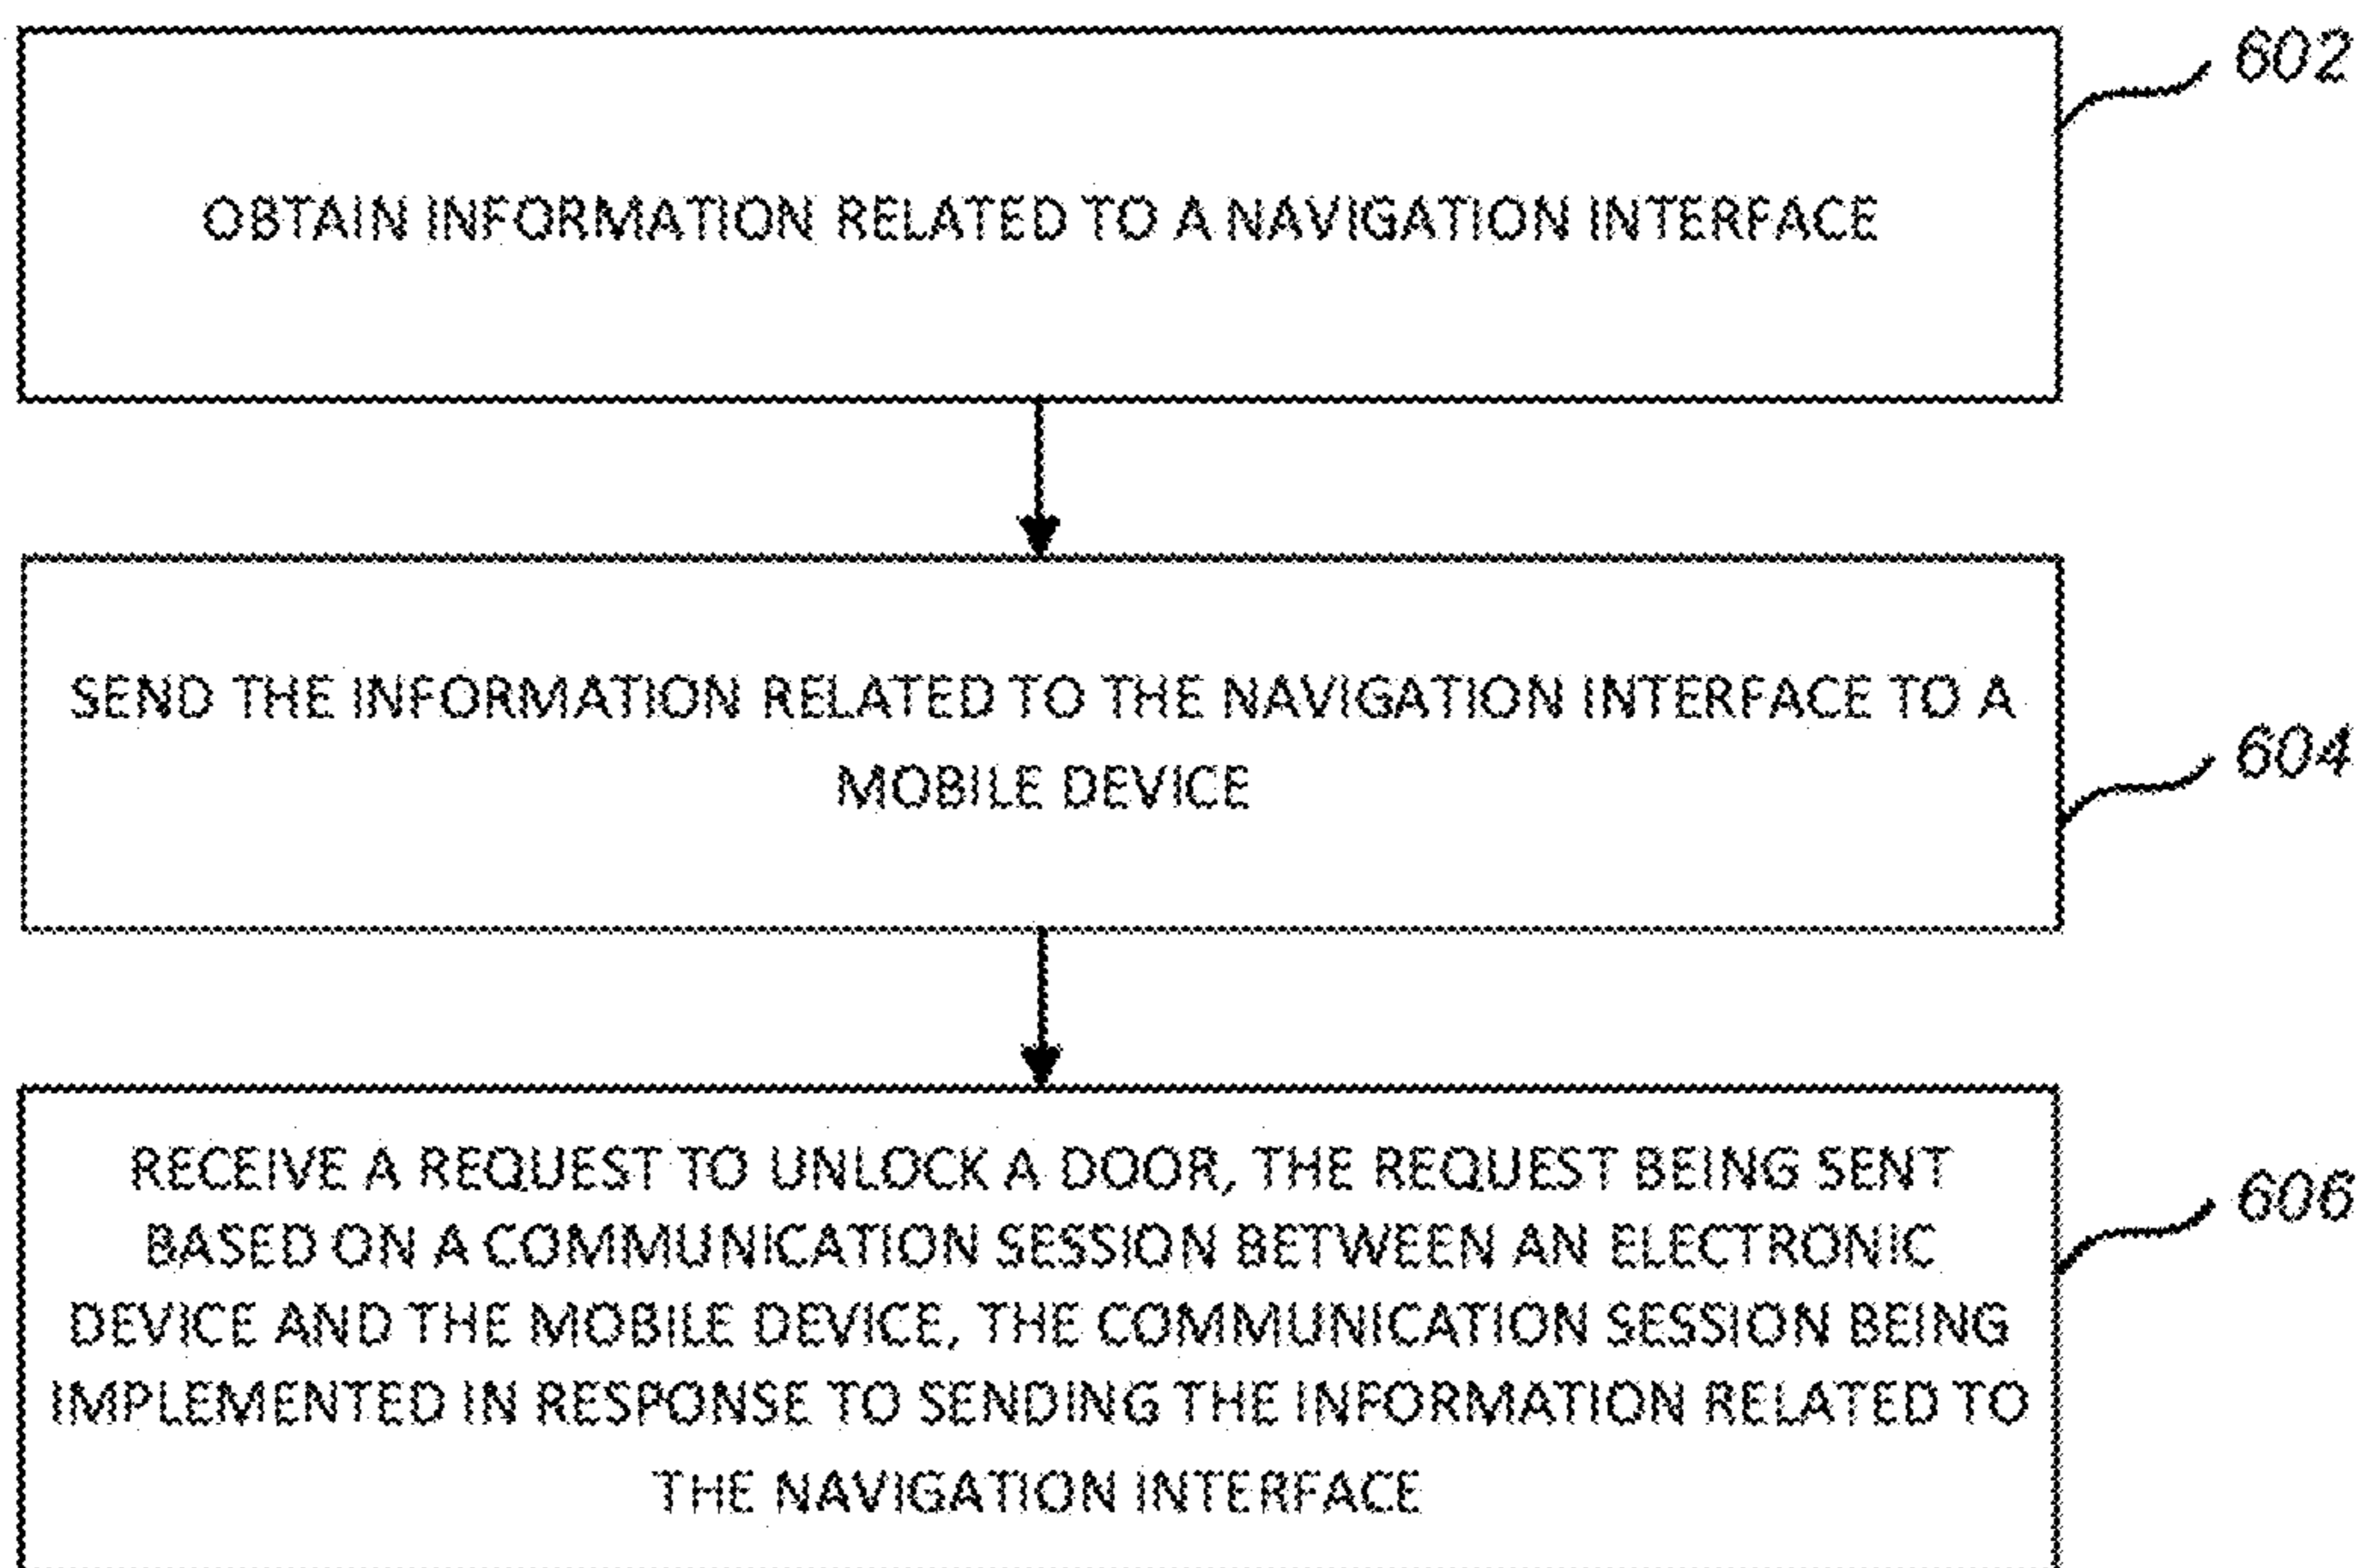 602
OBTAIN INFORMATION RELATED TO A NAVIGATION INTERFACE
SEND THE INFORMATION RELATED TO THE NAVIGATION INTERFACE TO A
MOBILE DEVICE
604
RECEIVE A REQUEST TO UNLOCK A DOOR, THE REQUEST BEING SENT
BASED ON A COMMUNICATION SESSION BETWEEN AN ELECTRONIC
DEVICE AND THE MOBILE DEVICE, THE COMMUNICATION SESSION BEING
IMPLEMENTED IN RESPONSE TO SENDING THE INFORMATION RELATED TO
THE NAVIGATION INTERFACE
606